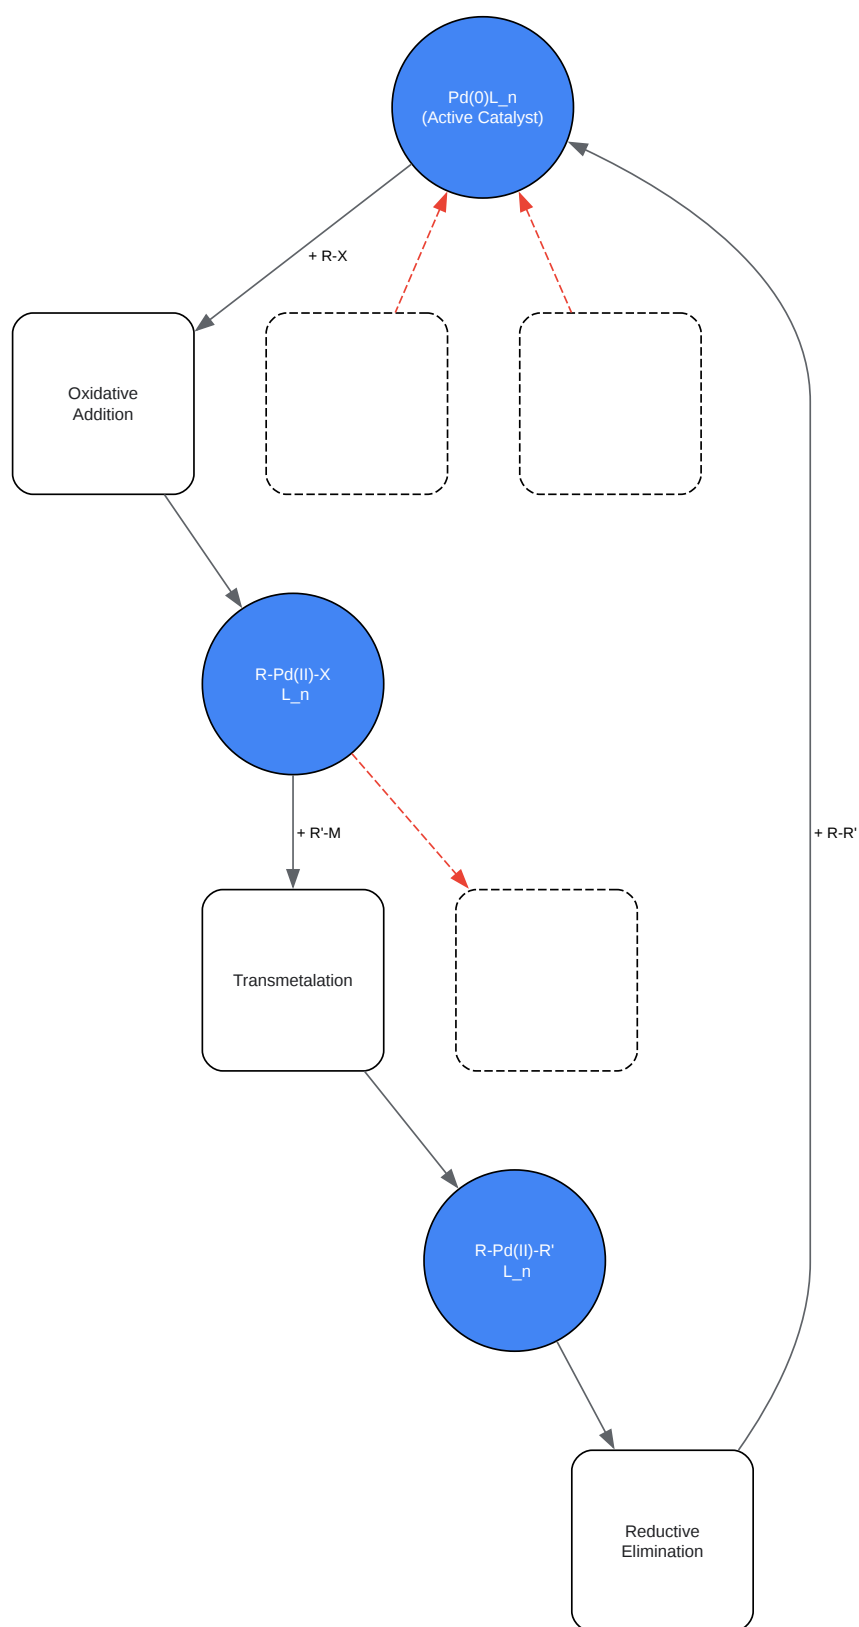 Pd(0)L_n
(Active Catalyst)
+ R-X
Oxidative
Addition
R-Pd(II)-X
L_n
+ R'-M
+ R-R'
Transmetalation
R-Pd(II)-R'
L_n
Reductive
Elimination